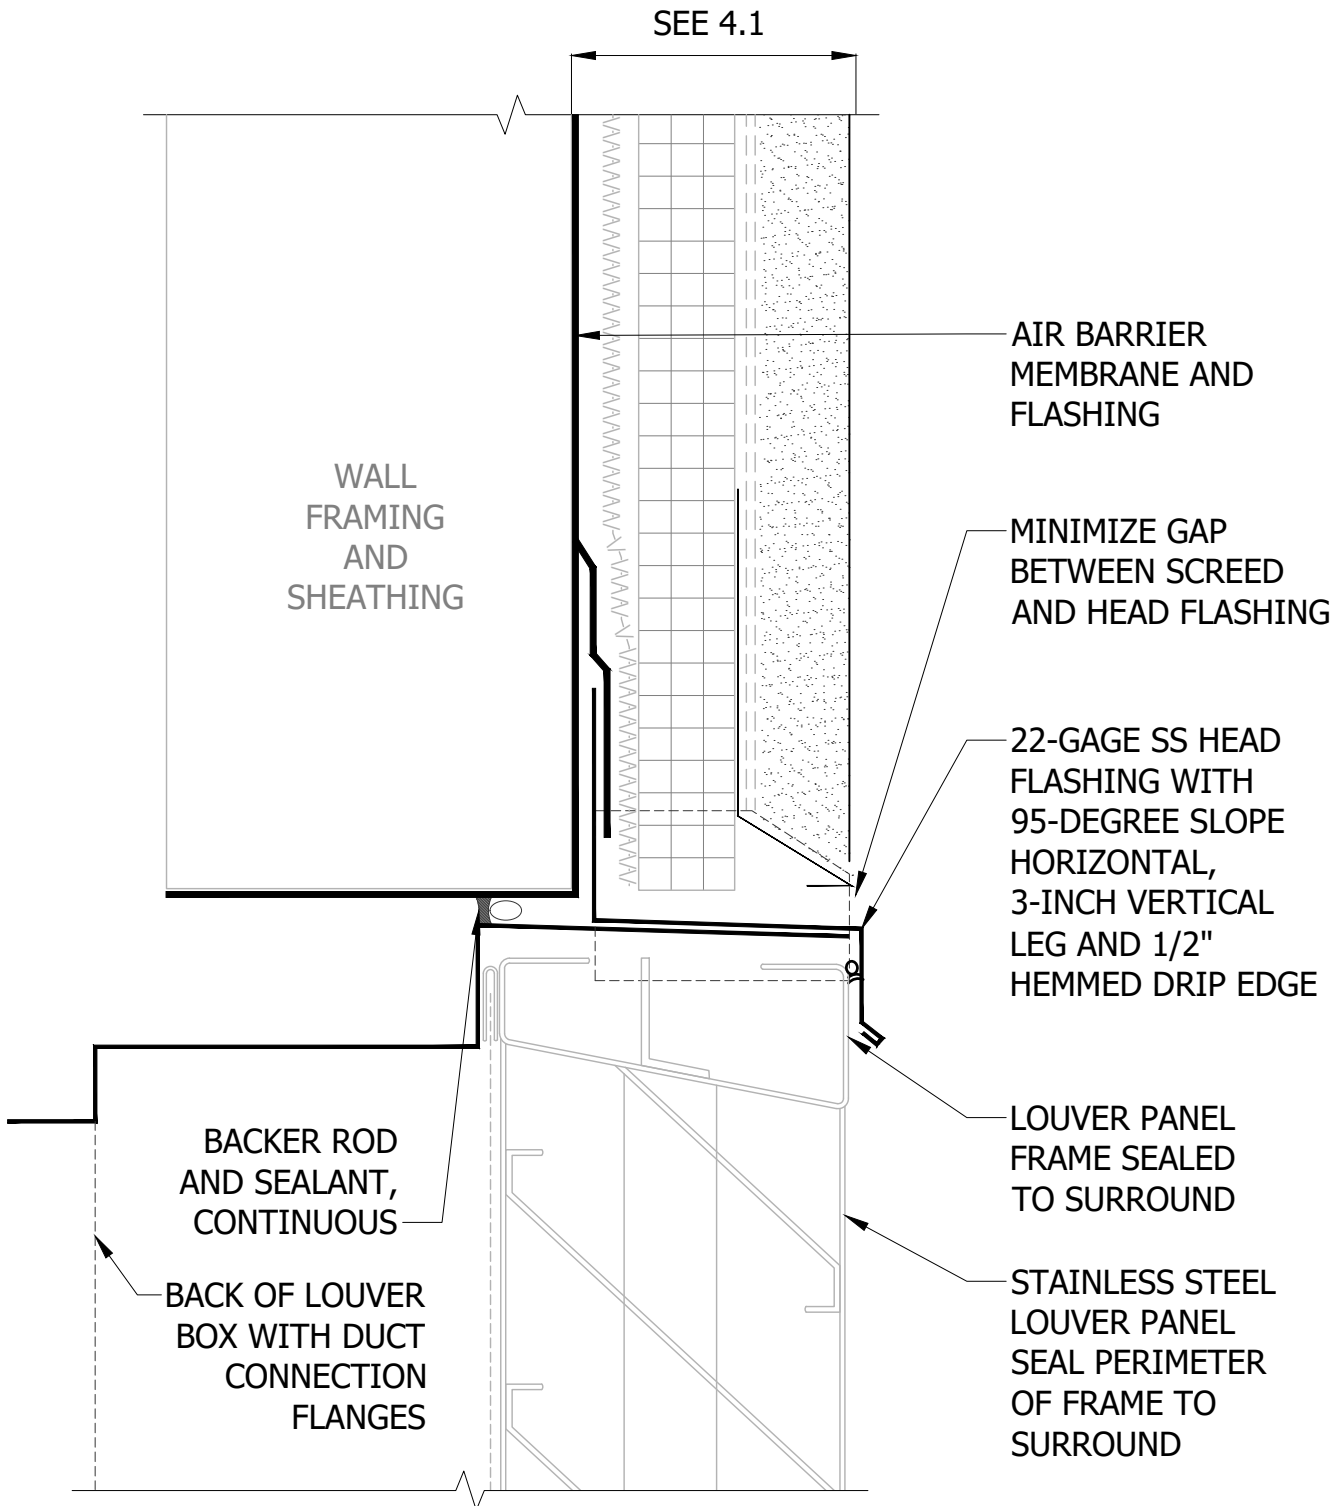 SEE 4.1
AIR BARRIER
MEMBRANE AND
FLASHING
WALL
FRAMING
AND
SHEATHING
MINIMIZE GAP
BETWEEN SCREED
AND HEAD FLASHING
22-GAGE SS HEAD
FLASHING WITH
95-DEGREE SLOPE
HORIZONTAL,
3-INCH VERTICAL
LEG AND 1/2"
HEMMED DRIP EDGE
LOUVER PANEL
FRAME SEALED
TO SURROUND
BACKER ROD
AND SEALANT,
CONTINUOUS
BACK OF LOUVER
BOX WITH DUCT
CONNECTION
FLANGES
STAINLESS STEEL
LOUVER PANEL
SEAL PERIMETER
OF FRAME TO
SURROUND